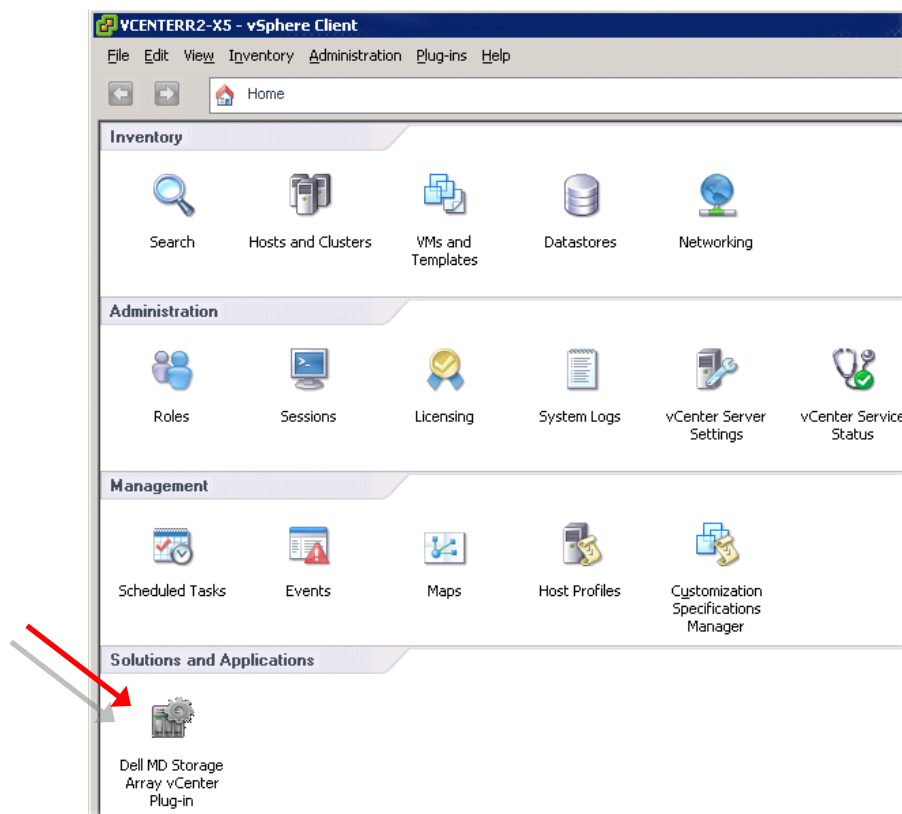 VCENTERR2-X5 - vSphere Client
File Edit View Inventory Administration Plug-ins Help
Home
Inventory
Search Hosts and Clusters VMs and Datastores Networking
Templates
Administration
Roles Sessions Licensing System Logs vCenter Server vCenter Service
Settings Status
Management
Scheduled Tasks Events Maps Host Profiles Customization
Specifications
Manager
Solutions and Applications
Dell MD Storage
Array vCenter
Plug-in